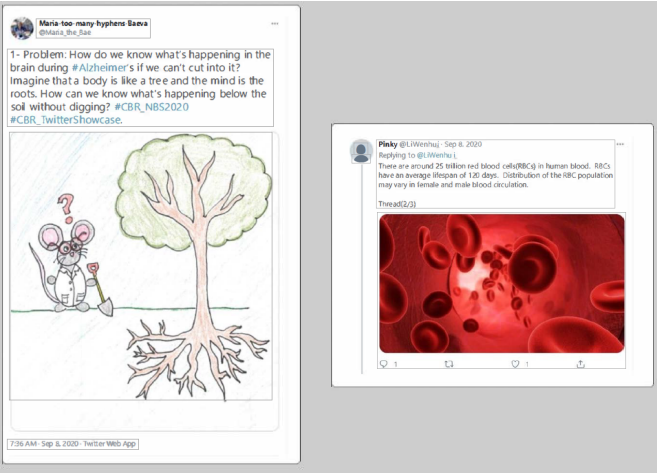 Maria-too-many-hyphens-Baeva
@Maria_the_Bae
1- Problem: How do we know what's happening in the
brain during #Alzheimer's if we can't cut into it?
Imagine that a body is like a tree and the mind is the
roots. How can we know what's happening below the
soil without digging? #CBR_NBS2020
#CBR_TwitterShowcase.
?
7:36 AM · Sep 8, 2020 · Twitter Web App
Pinky @LiWenhuj · Sep 8, 2020
Replying to @LiWenhuj
There are around 25 trillion red blood cells(RBCs) in human blood. RBCs
have an average lifespan of 120 days. Distribution of the RBC population
may vary in female and male blood circulation.
Thread(2/3)
1
1